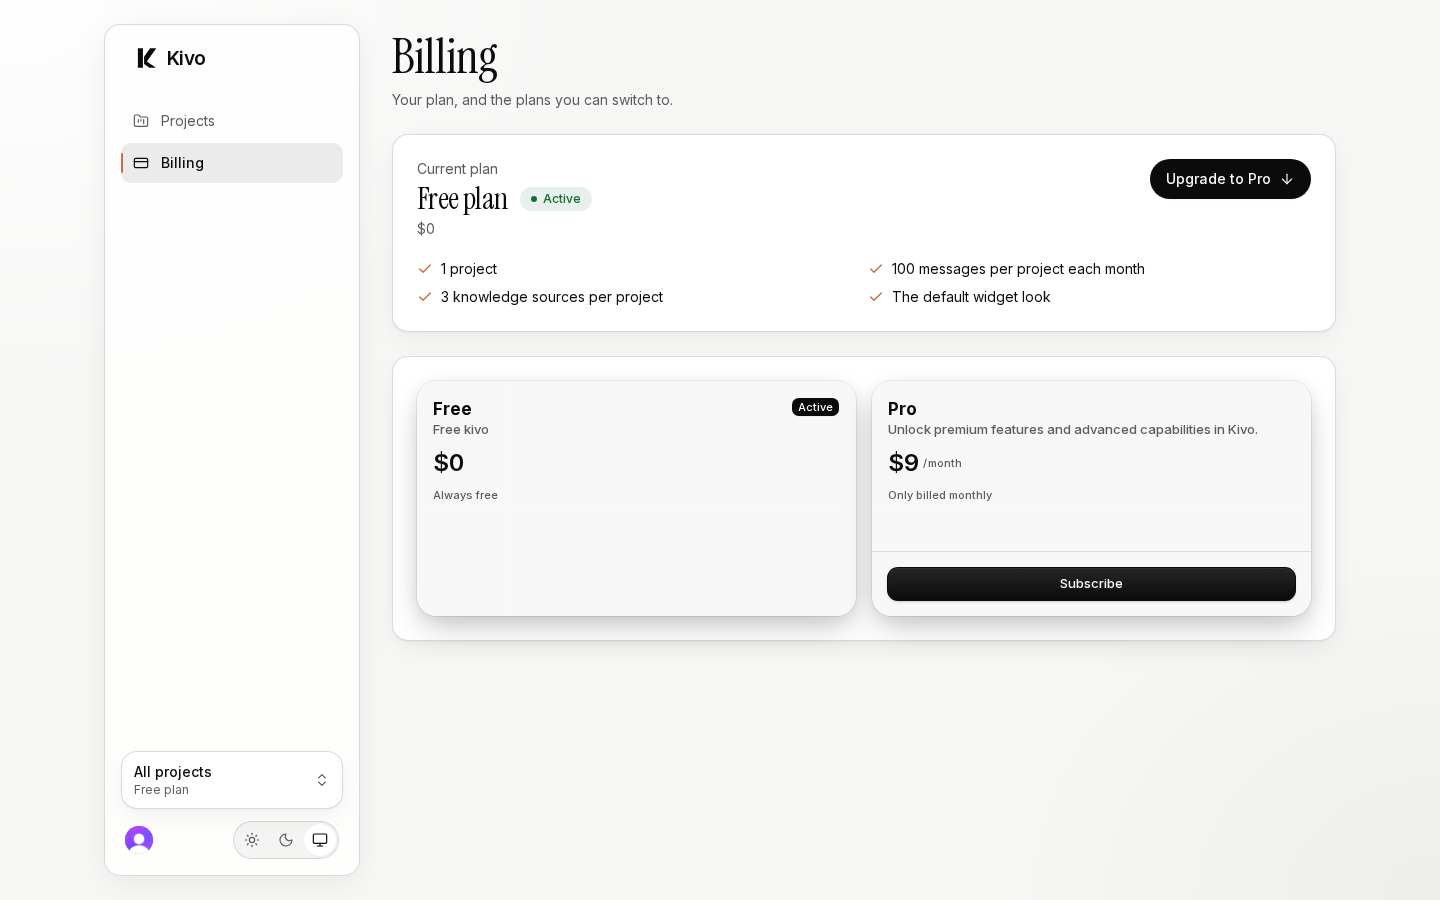 Kivo
Projects
Billing
All projects
Free plan
Billing
Your plan, and the plans you can switch to.
Current plan
Free plan
Active
$0
Upgrade to Pro
1 project
100 messages per project each month
3 knowledge sources per project
The default widget look
Free
Active
Free kivo
$0
Always free
Pro
Unlock premium features and advanced capabilities in Kivo.
$9 /month
Only billed monthly
Subscribe